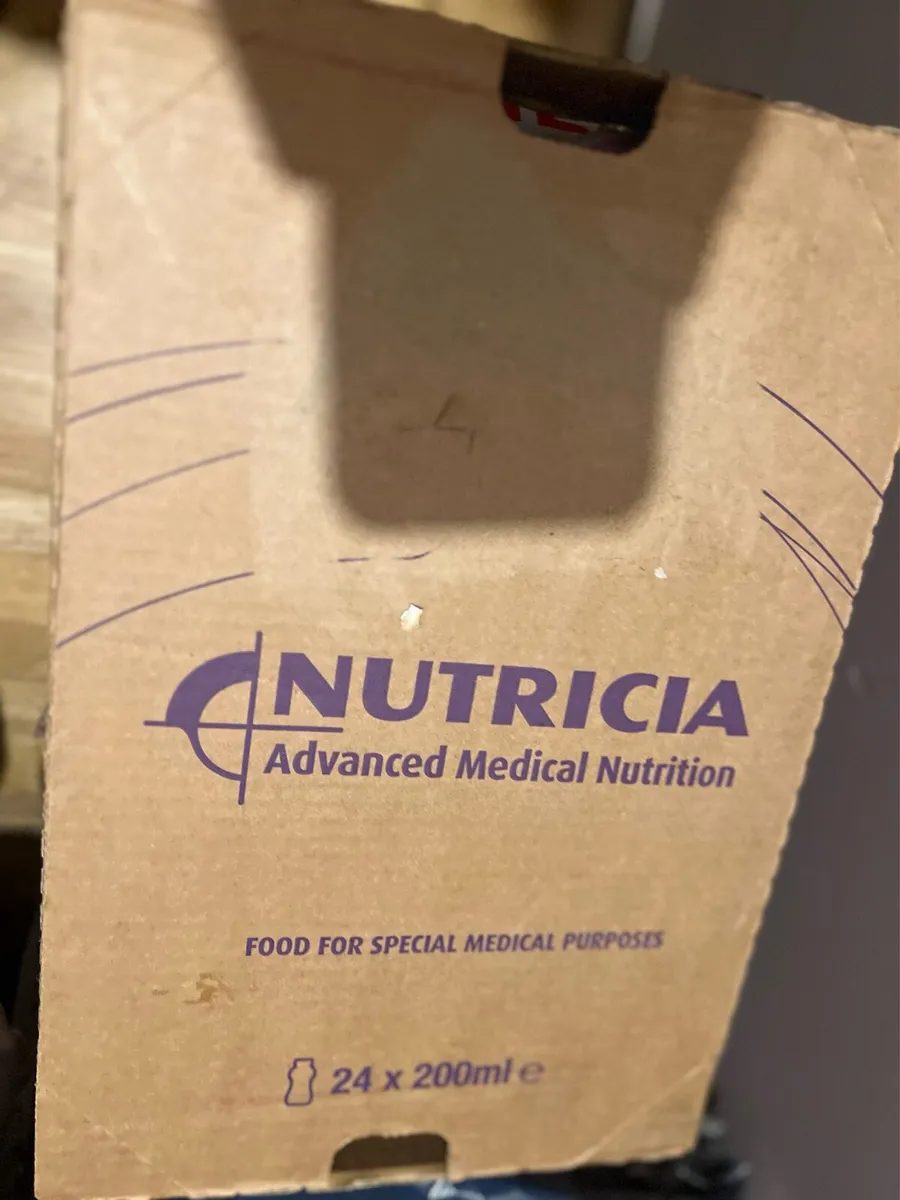 NUTRICIA
Advanced Medical Nutrition
FOOD FOR SPECIAL MEDICAL PURPOSES
24 x 200ml e